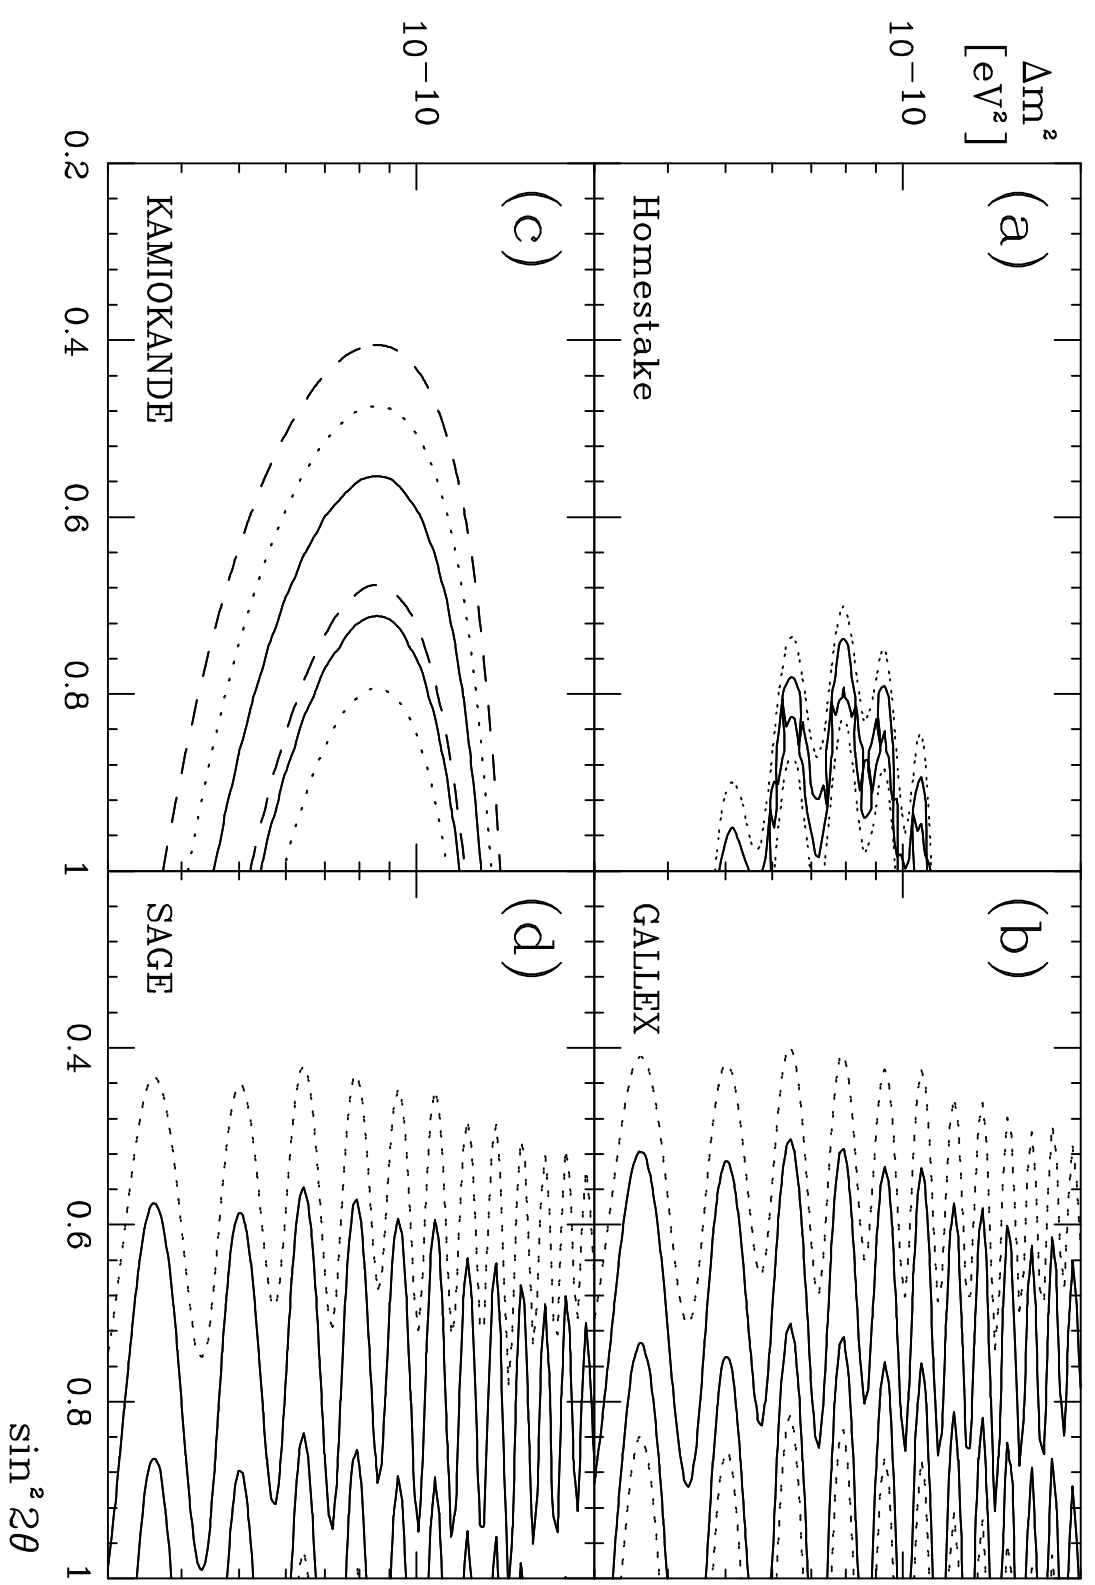 Δm²
[eV²]
10⁻¹⁰
(a)
Homestake
(b)
GALLEX
10⁻¹⁰
(c)
KAMIOKANDE
(d)
SAGE
0.2 0.4 0.6 0.8 1 0.4 0.6 0.8 1
sin²2θ